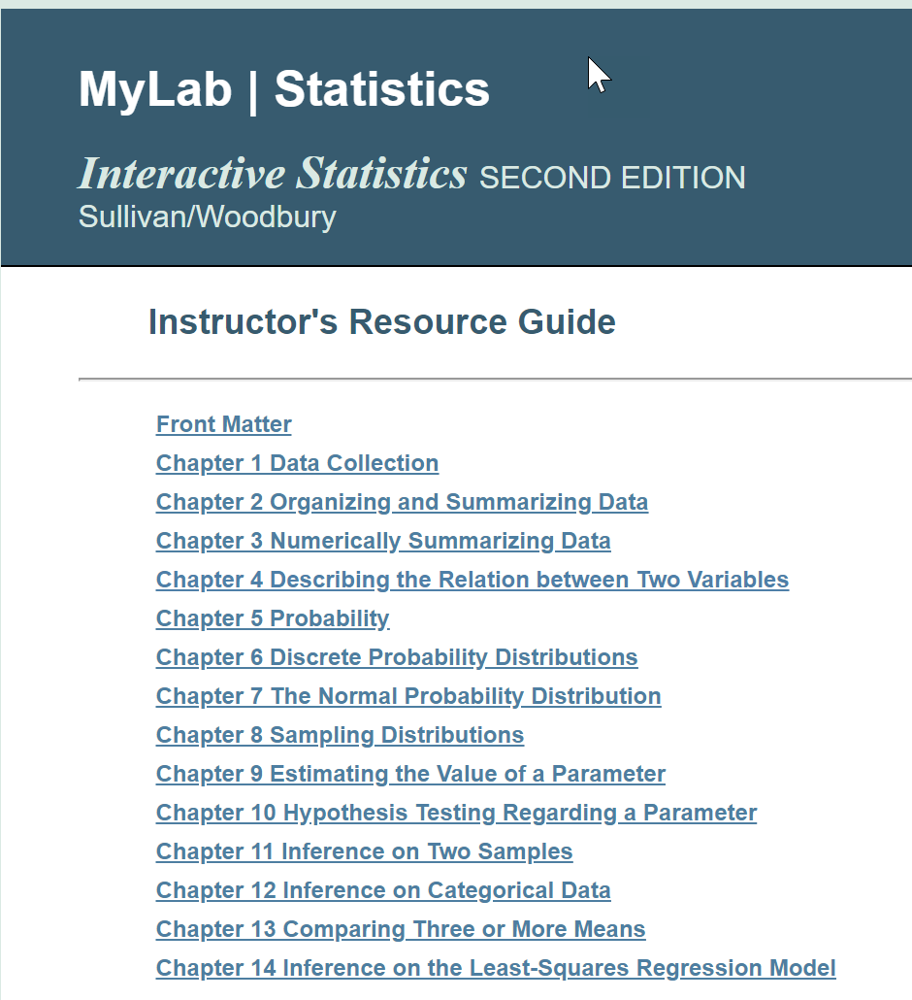 MyLab | Statistics
Interactive Statistics SECOND EDITION
Sullivan/Woodbury
Instructor's Resource Guide
Front Matter
Chapter 1 Data Collection
Chapter 2 Organizing and Summarizing Data
Chapter 3 Numerically Summarizing Data
Chapter 4 Describing the Relation between Two Variables
Chapter 5 Probability
Chapter 6 Discrete Probability Distributions
Chapter 7 The Normal Probability Distribution
Chapter 8 Sampling Distributions
Chapter 9 Estimating the Value of a Parameter
Chapter 10 Hypothesis Testing Regarding a Parameter
Chapter 11 Inference on Two Samples
Chapter 12 Inference on Categorical Data
Chapter 13 Comparing Three or More Means
Chapter 14 Inference on the Least-Squares Regression Model